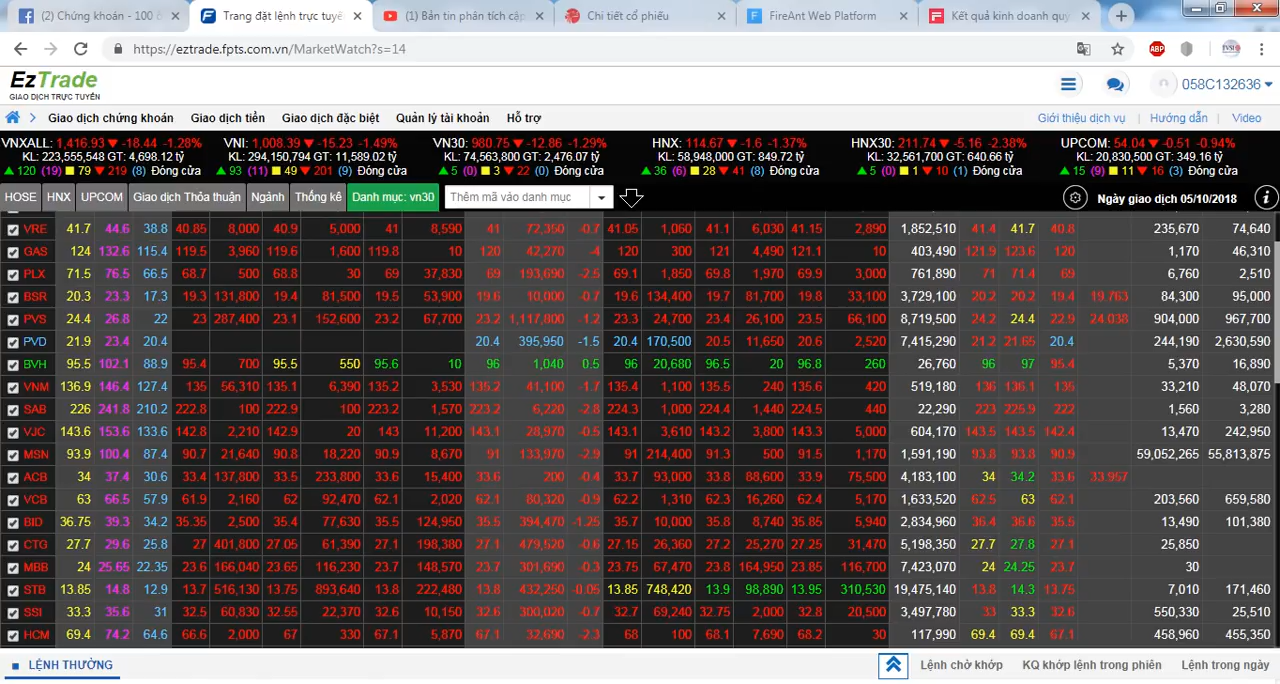 (2) Chứng khoán - 100 ả
Trang đặt lệnh trực tuyế
(1) Bản tin phân tích cập
Chi tiết cổ phiếu
FireAnt Web Platform
Kết quả kinh doanh quy
https://eztrade.fpts.com.vn/MarketWatch?s=14
ABP
EzTrade
GIAO DỊCH TRỰC TUYẾN
058C132636
Giao dịch chứng khoán Giao dịch tiền Giao dịch đặc biệt Quản lý tài khoản Hỗ trợ Giới thiệu dịch vụ Hướng dẫn Video
VNXALL: 1,416.93 ▼ -18.44 -1.28% VNI: 1,008.39 ▼ -15.23 -1.49% VN30: 980.75 ▼ -12.86 -1.29% HNX: 114.67 ▼ -1.6 -1.37% HNX30: 211.74 ▼ -5.16 -2.38% UPCOM: 54.04 ▼ -0.51 -0.94%
KL: 223,555,548 GT: 4,698.12 tỷ KL: 294,150,794 GT: 11,589.02 tỷ KL: 74,563,800 GT: 2,476.07 tỷ KL: 58,948,000 GT: 849.72 tỷ KL: 32,561,700 GT: 640.66 tỷ KL: 20,830,500 GT: 349.16 tỷ
▲ 120 (19) ■ 79 ▼ 219 (8) Đóng cửa ▲ 93 (11) ■ 49 ▼ 201 (9) Đóng cửa ▲ 5 (0) ■ 3 ▼ 22 (0) Đóng cửa ▲ 36 (6) ■ 28 ▼ 41 (8) Đóng cửa ▲ 5 (0) ■ 1 ▼ 10 (1) Đóng cửa ▲ 15 (9) ■ 11 ▼ 16 (3) Đóng cửa
HOSE HNX UPCOM Giao dịch Thỏa thuận Ngành Thống kê Danh mục: vn30 Thêm mã vào danh mục Ngày giao dịch 05/10/2018
VRE 41.7 44.6 38.8 40.85 8,000 40.9 5,000 41 8,590 41 72,350 -0.7 41.05 1,060 41.1 6,030 41.15 2,890 1,852,510 41.4 41.7 40.8 235,670 74,640
GAS 124 132.6 115.4 119.5 3,960 119.6 1,600 119.8 10 120 42,270 -4 120 300 121 4,490 121.1 10 403,490 121.9 123.6 120 1,170 46,310
PLX 71.5 76.5 66.5 68.7 500 68.8 30 69 37,830 69 193,690 -2.5 69.1 1,850 69.8 1,970 69.9 3,000 761,890 71 71.4 69 6,760 2,510
BSR 20.3 23.3 17.3 19.3 131,800 19.4 81,500 19.5 53,900 19.6 10,000 -0.7 19.6 134,400 19.7 81,700 19.8 33,100 3,729,100 20.2 20.2 19.4 19.763 84,300 95,000
PVS 24.4 26.8 22 23 287,400 23.1 152,600 23.2 67,700 23.2 1,117,800 -1.2 23.3 24,700 23.4 26,100 23.5 66,100 8,719,500 24.2 24.4 22.9 24.038 904,000 967,700
PVD 21.9 23.4 20.4 20.4 395,950 -1.5 20.4 170,500 20.5 11,650 20.6 2,520 7,415,290 21.2 21.65 20.4 244,190 2,630,590
BVH 95.5 102.1 88.9 95.4 700 95.5 550 95.6 10 96 1,040 0.5 96 20,680 96.5 20 96.8 260 26,760 96 97 95.4 5,370 16,890
VNM 136.9 146.4 127.4 135 56,310 135.1 6,390 135.2 3,530 135.2 41,100 -1.7 135.4 1,100 135.5 240 135.6 420 519,180 136 136.1 135 33,210 48,070
SAB 226 241.8 210.2 222.8 100 222.9 100 223.2 1,570 223.2 6,220 -2.8 224.3 1,000 224.4 1,440 224.5 440 22,290 223 225.9 222 1,560 3,280
VJC 143.6 153.6 133.6 142.8 2,210 142.9 20 143 11,200 143.1 28,970 -0.5 143.1 3,610 143.2 3,800 143.3 5,000 604,170 143.5 143.5 142.4 13,470 242,950
MSN 93.9 100.4 87.4 90.7 21,640 90.8 18,220 90.9 8,670 91 133,970 -2.9 91 214,400 91.3 500 91.5 1,170 1,591,190 93.8 93.8 90.9 59,052,265 55,813,875
ACB 34 37.4 30.6 33.4 137,800 33.5 233,800 33.6 15,400 33.6 200 -0.4 33.7 93,000 33.8 88,600 33.9 75,500 4,183,100 34 34.2 33.6 33.957
VCB 63 66.5 57.9 61.9 2,160 62 92,470 62.1 2,020 62.1 80,320 -0.9 62.2 1,310 62.3 16,260 62.4 5,170 1,633,520 62.5 63 62.1 203,560 659,580
BID 36.75 39.3 34.2 35.35 2,500 35.4 77,630 35.5 124,950 35.5 394,470 -1.25 35.7 10,000 35.8 8,740 35.85 5,940 2,834,960 36.4 36.6 35.5 13,490 101,380
CTG 27.7 29.6 25.8 27 401,800 27.05 61,390 27.1 198,380 27.1 479,520 -0.6 27.15 26,360 27.2 25,270 27.25 31,470 5,198,350 27.7 27.8 27.1 25,850
MBB 24 25.65 22.35 23.6 166,040 23.65 116,230 23.7 148,570 23.7 301,690 -0.3 23.75 67,470 23.8 164,950 23.85 116,700 7,423,070 24 24.25 23.7 30
STB 13.85 14.8 12.9 13.7 516,130 13.75 893,640 13.8 222,480 13.8 432,250 -0.05 13.85 748,420 13.9 98,890 13.95 310,530 19,475,140 13.8 14.3 13.75 7,010 171,460
SSI 33.3 35.6 31 32.5 60,830 32.55 22,370 32.6 10,150 32.6 300,020 -0.7 32.7 69,240 32.75 2,000 32.8 20,500 3,497,780 33 33.3 32.6 550,330 25,510
HCM 69.4 74.2 64.6 66.6 2,000 67 330 67.1 5,870 67.1 32,690 -2.3 68 100 68.1 7,690 68.2 30 117,990 69.4 69.4 67.1 458,960 455,350
LỆNH THƯỜNG Lệnh chờ khớp KQ khớp lệnh trong phiên Lệnh trong ngày